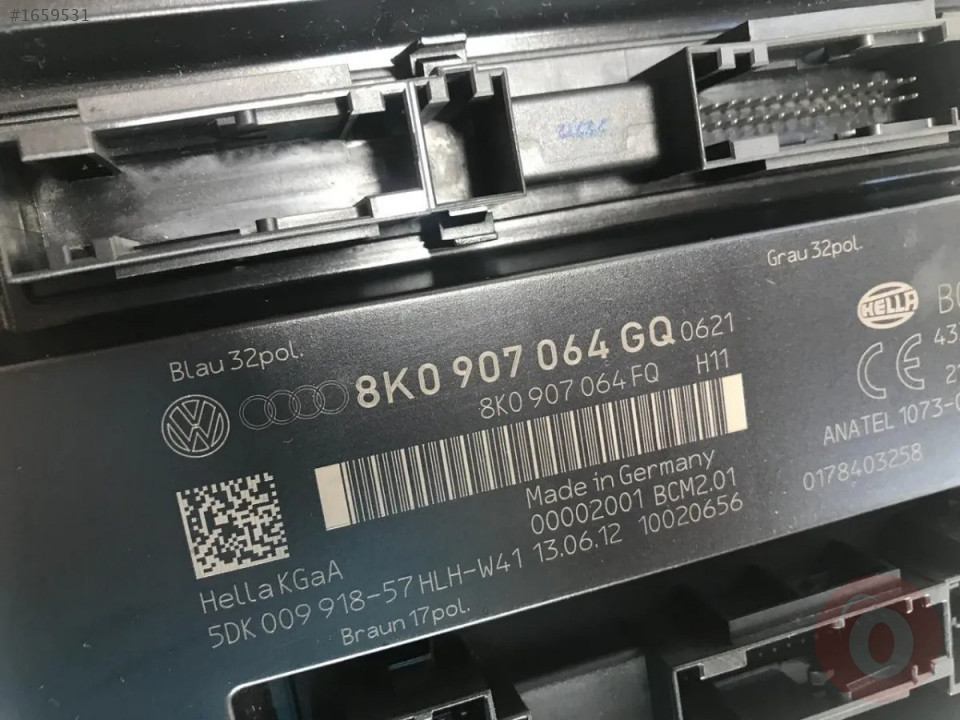 #1659531
Grau 32pol.
Blau 32pol.
8K0 907 064 GQ 0621
8K0 907 064 FQ H11
HELLA
CE
ANATEL 1073-
0178403258
Made in Germany
00002001 BCM2.01
Hella KGaA
5DK 009 918-57 HLH-W41 13.06.12 10020656
Braun 17pol.